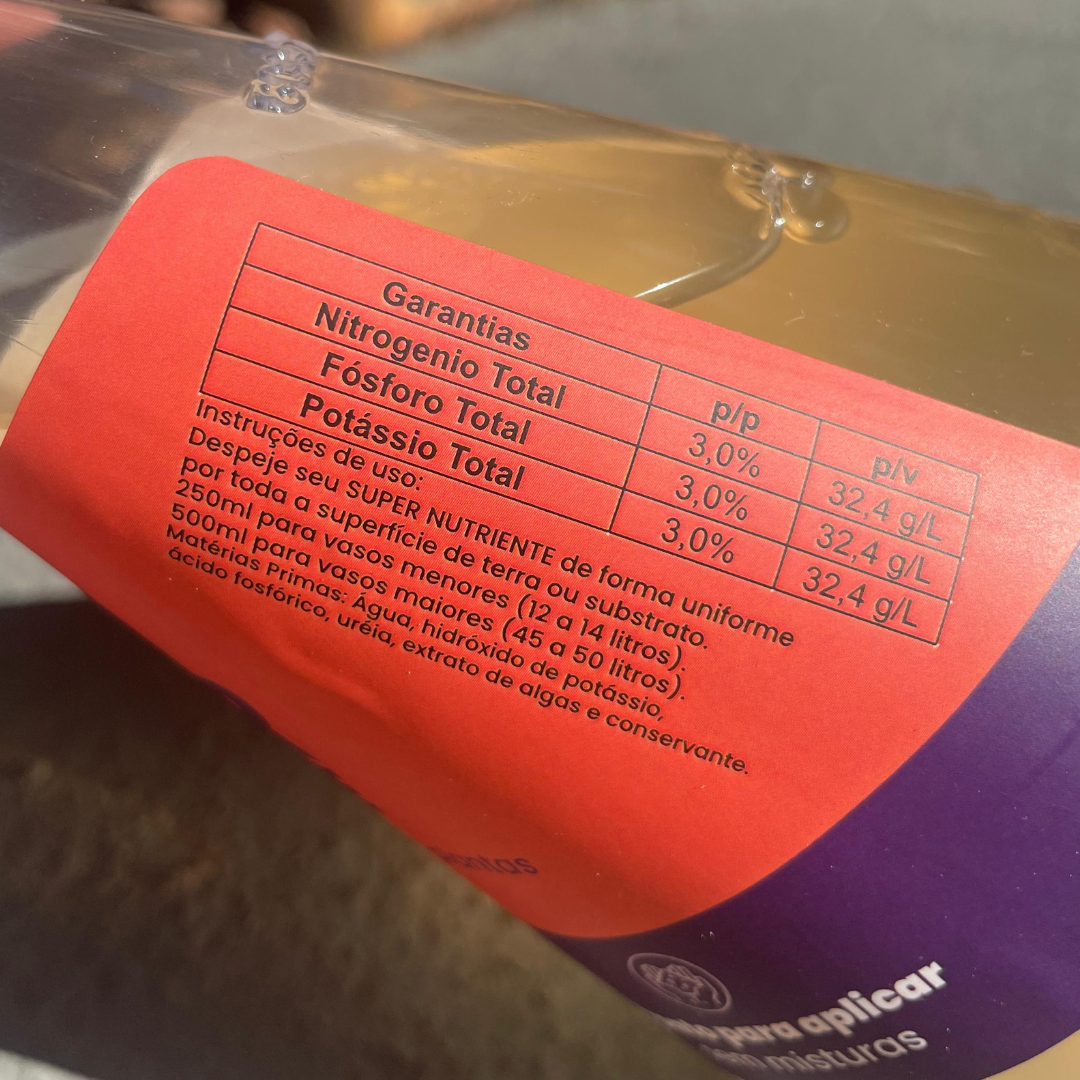 Garantias p/p p/v
Nitrogenio Total 3,0% 32,4 g/L
Fósforo Total 3,0% 32,4 g/L
Potássio Total 3,0% 32,4 g/L
Instruções de uso:
Despeje seu SUPER NUTRIENTE de forma uniforme
por toda a superfície de terra ou substrato.
250ml para vasos menores (12 a 14 litros).
500ml para vasos maiores (45 a 50 litros).
Matérias Primas: Água, hidróxido de potássio,
ácido fosfórico, uréia, extrato de algas e conservante.
para aplicar
misturas